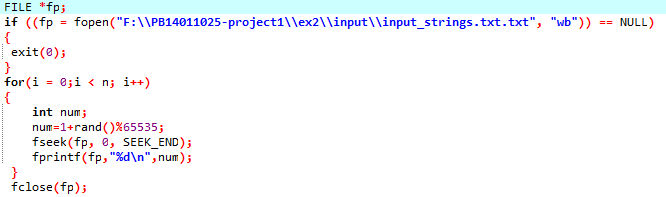 FILE *fp;
if ((fp = fopen("F:\\PB14011025-project1\\ex2\\input\\input_strings.txt.txt", "wb")) == NULL)
{
exit(0);
}
for(i = 0;i < n; i++)
{
int num;
num=1+rand()%65535;
fseek(fp, 0, SEEK_END);
fprintf(fp,"%d\n",num);
}
fclose(fp);